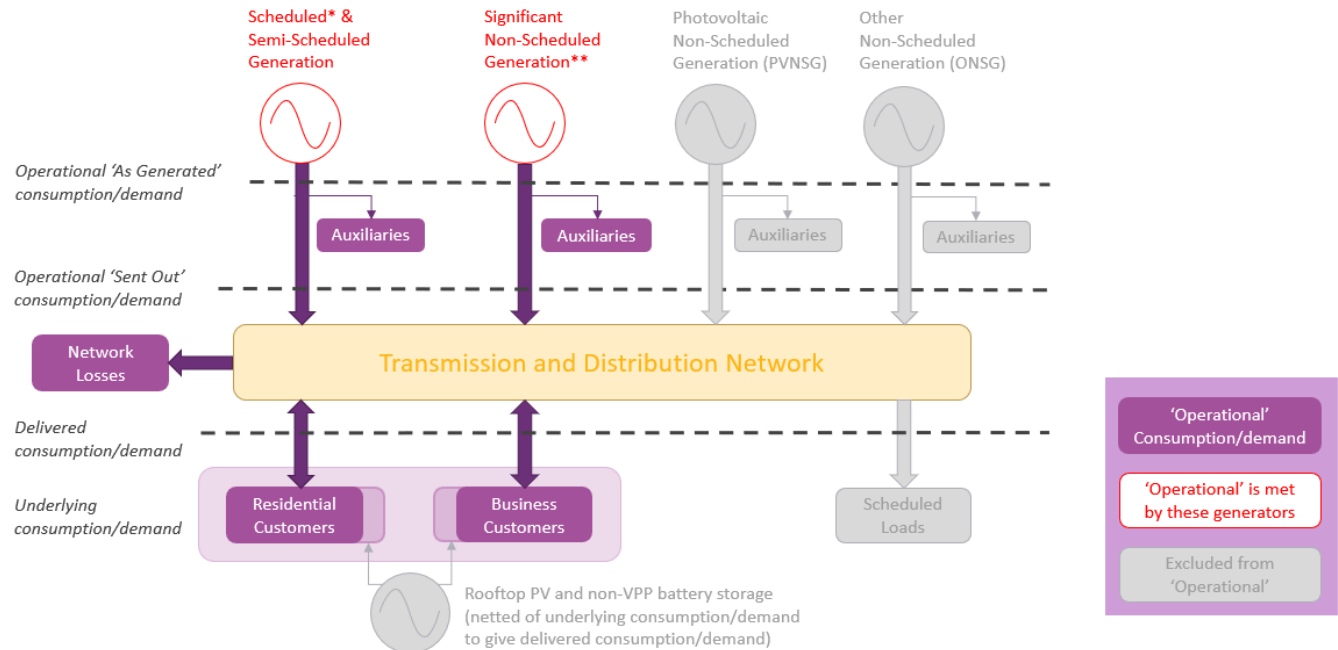 Scheduled* &
Semi-Scheduled
Generation
Significant
Non-Scheduled
Generation**
Photovoltaic
Non-Scheduled
Generation (PVNSG)
Other
Non-Scheduled
Generation (ONSG)
Operational ‘As Generated’
consumption/demand
Auxiliaries
Auxiliaries
Auxiliaries
Auxiliaries
Operational ‘Sent Out’
consumption/demand
Network
Losses
Transmission and Distribution Network
Delivered
consumption/demand
Underlying
consumption/demand
Residential
Customers
Business
Customers
Scheduled
Loads
Rooftop PV and non-VPP battery storage
(netted of underlying consumption/demand
to give delivered consumption/demand)
‘Operational’
Consumption/demand
‘Operational’ is met
by these generators
Excluded from
‘Operational’